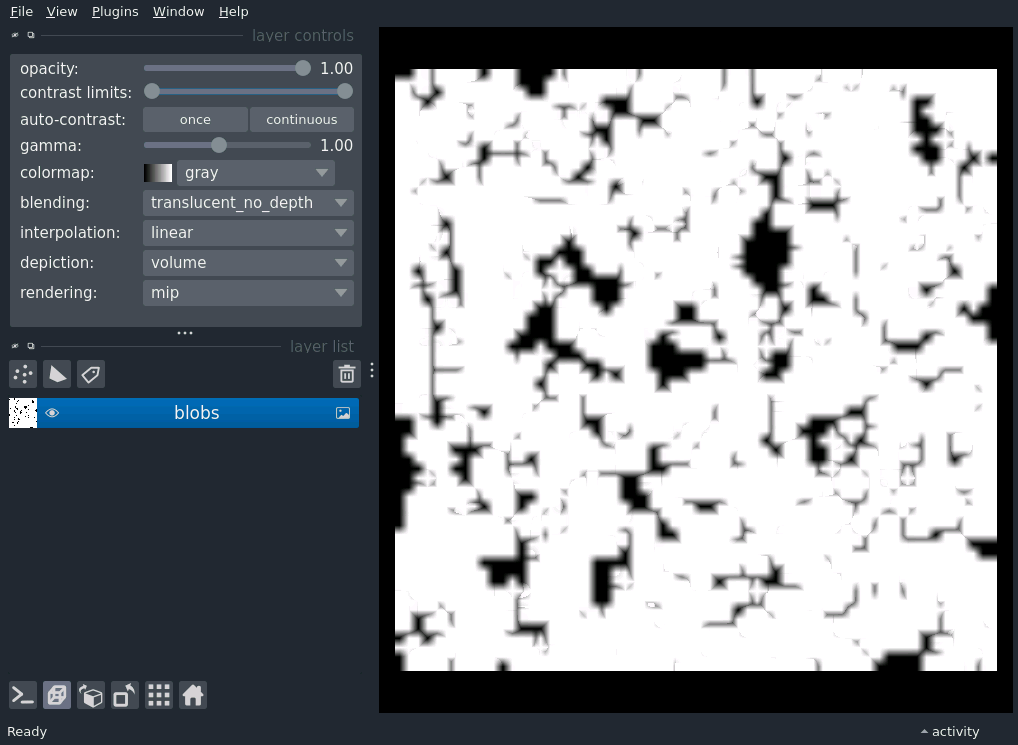 File View Plugins Window Help
layer controls
opacity: 1.00
contrast limits:
auto-contrast: once continuous
gamma: 1.00
colormap: gray
blending: translucent_no_depth
interpolation: linear
depiction: volume
rendering: mip
layer list
blobs
Ready activity